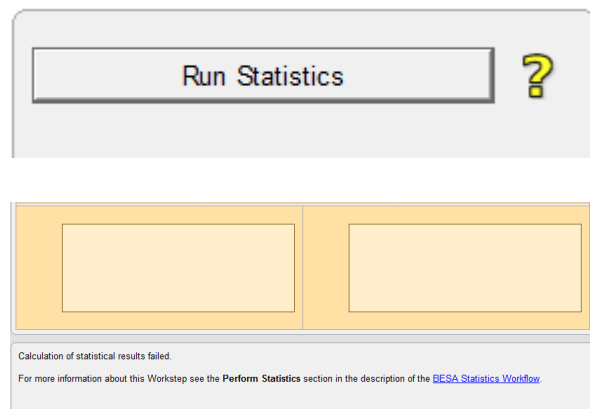 Run Statistics
Calculation of statistical results failed.
For more information about this Workstep see the Perform Statistics section in the description of the BESA Statistics Workflow.